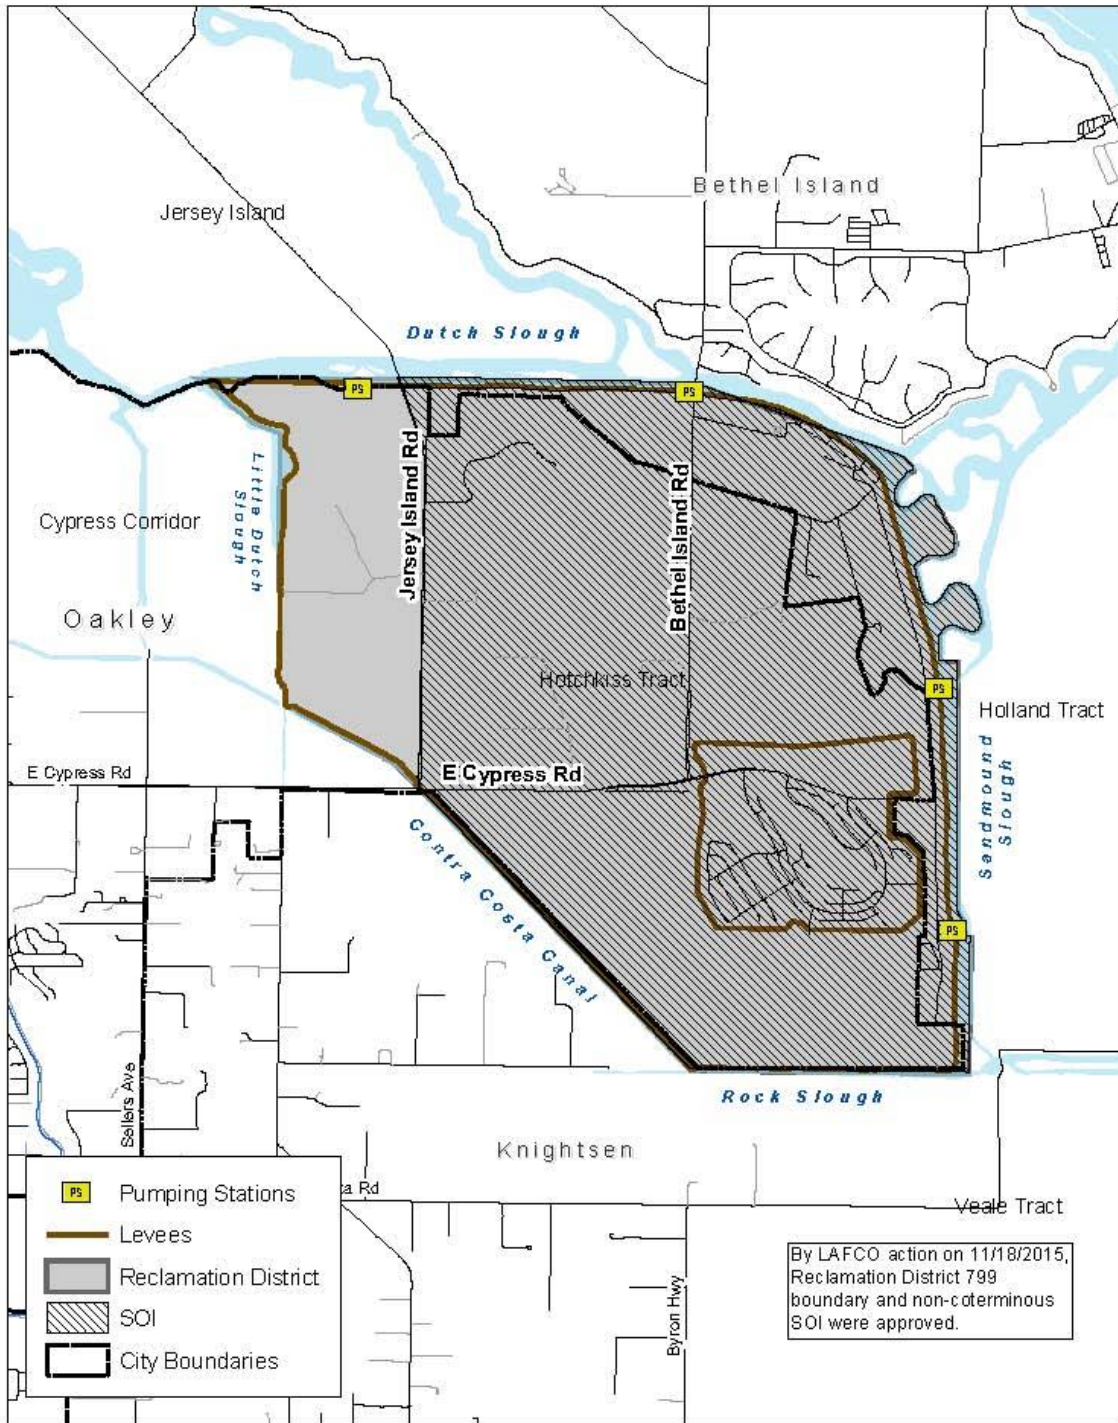 Bethel Island
Jersey Island
Dutch Slough
PS
PS
Jersey Island Rd
Bethel Island Rd
Little Dutch
Slough
Cypress Corridor
Oakley
Hotchkiss Tract
PS
Holland Tract
Sandmound
Slough
E Cypress Rd
E Cypress Rd
Contra Costa Canal
PS
Rock Slough
Sellers Ave
Knightsen
ta Rd
Veale Tract
Byron Hwy
PS Pumping Stations
Levees
Reclamation District
SOI
City Boundaries
By LAFCO action on 11/18/2015,
Reclamation District 799
boundary and non-coterminous
SOI were approved.